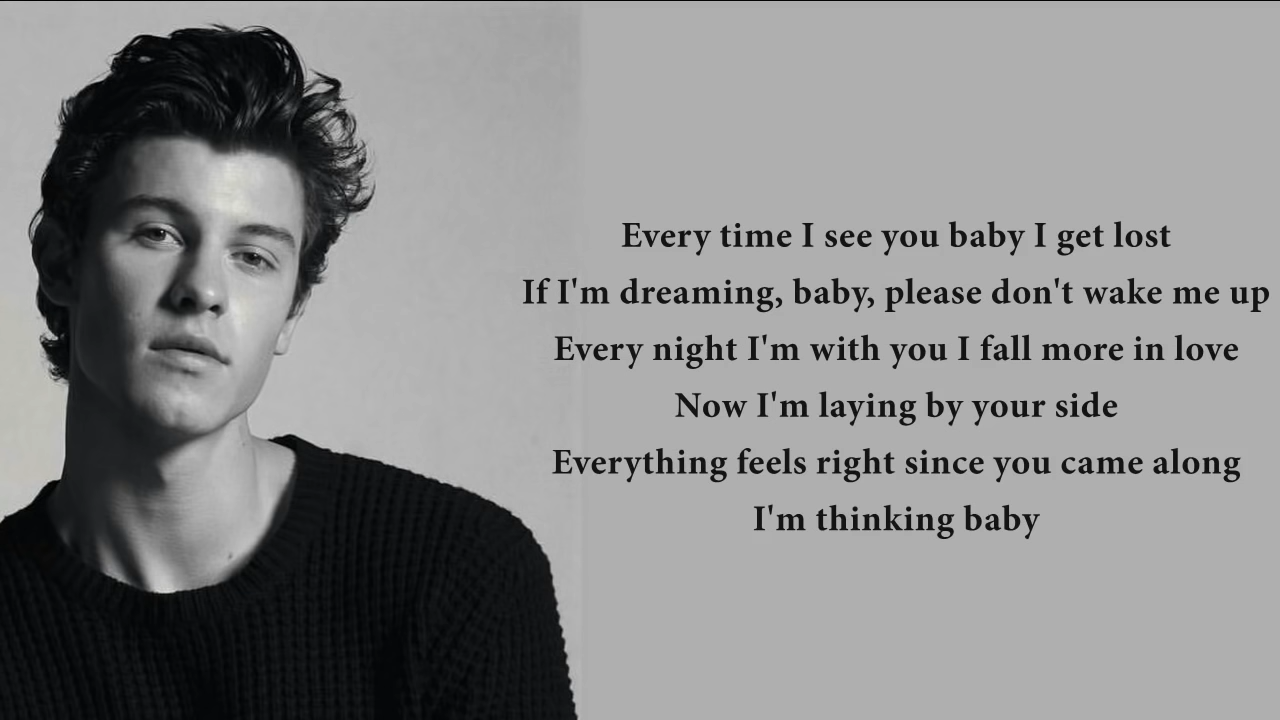 Every time I see you baby I get lost
If I'm dreaming, baby, please don't wake me up
Every night I'm with you I fall more in love
Now I'm laying by your side
Everything feels right since you came along
I'm thinking baby